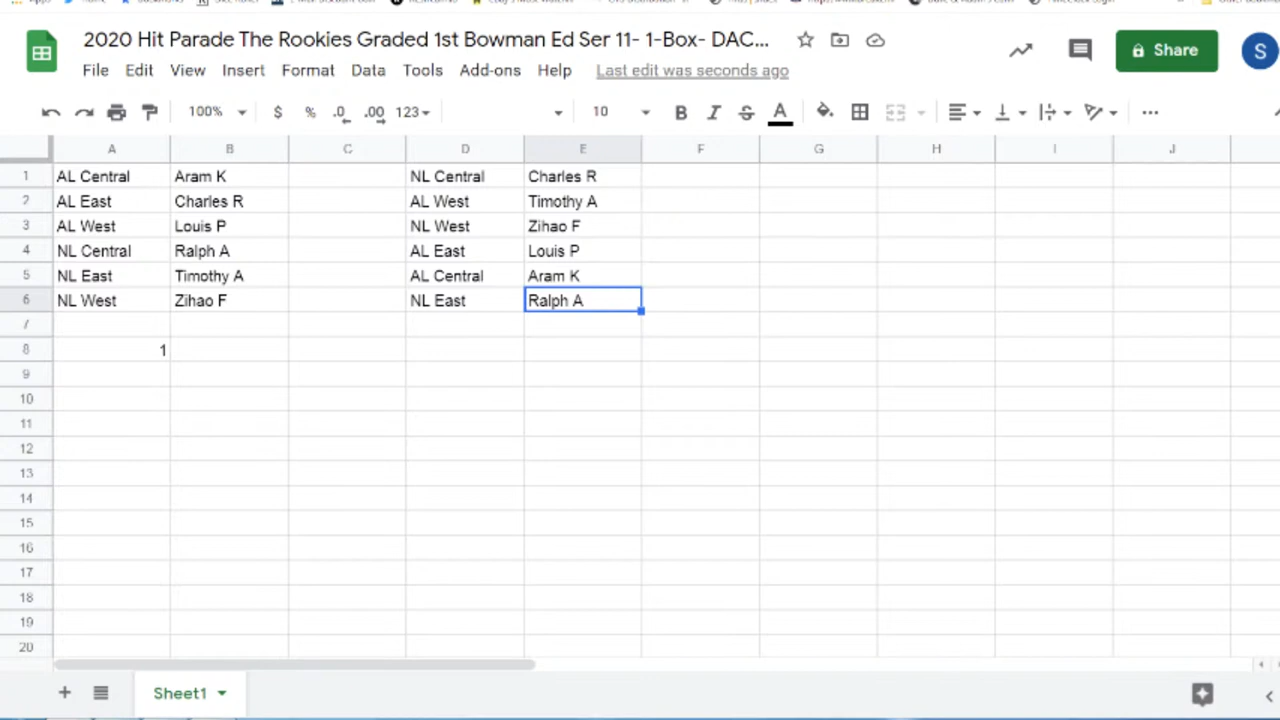 2020 Hit Parade The Rookies Graded 1st Bowman Ed Ser 11- 1-Box- DAC...
Share
S
File Edit View Insert Format Data Tools Add-ons Help Last edit was seconds ago
100% $ % .0 .00 123 10 B I S A ...
A B C D E F G H I J
1 AL Central Aram K NL Central Charles R
2 AL East Charles R AL West Timothy A
3 AL West Louis P NL West Zihao F
4 NL Central Ralph A AL East Louis P
5 NL East Timothy A AL Central Aram K
6 NL West Zihao F NL East Ralph A
7
8 1
9
10
11
12
13
14
15
16
17
18
19
20
+ Sheet1